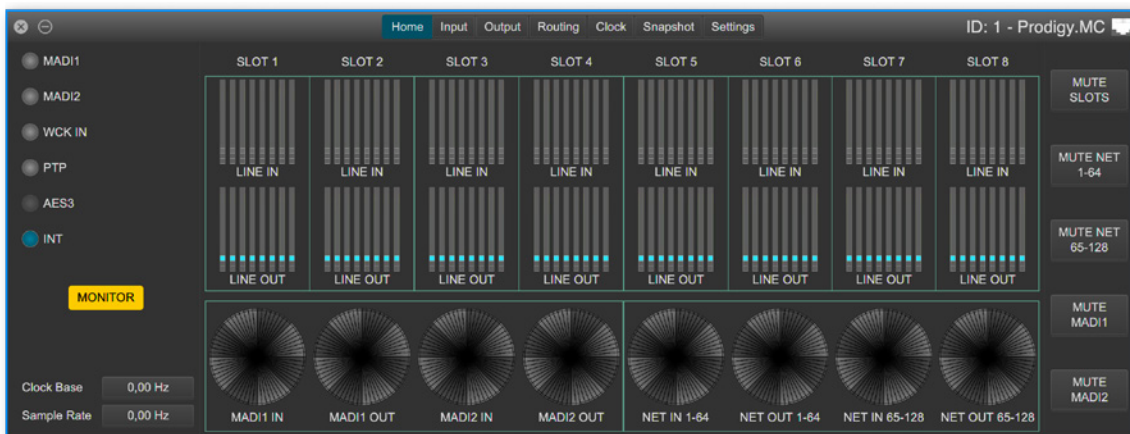 Home Input Output Routing Clock Snapshot Settings ID: 1 - Prodigy.MC
MADI1
MADI2
WCK IN
PTP
AES3
INT
MONITOR
Clock Base 0,00 Hz
Sample Rate 0,00 Hz
SLOT 1 SLOT 2 SLOT 3 SLOT 4 SLOT 5 SLOT 6 SLOT 7 SLOT 8
LINE IN LINE IN LINE IN LINE IN LINE IN LINE IN LINE IN LINE IN
LINE OUT LINE OUT LINE OUT LINE OUT LINE OUT LINE OUT LINE OUT LINE OUT
MADI1 IN MADI1 OUT MADI2 IN MADI2 OUT NET IN 1-64 NET OUT 1-64 NET IN 65-128 NET OUT 65-128
MUTE
SLOTS
MUTE NET
1-64
MUTE NET
65-128
MUTE
MADI1
MUTE
MADI2